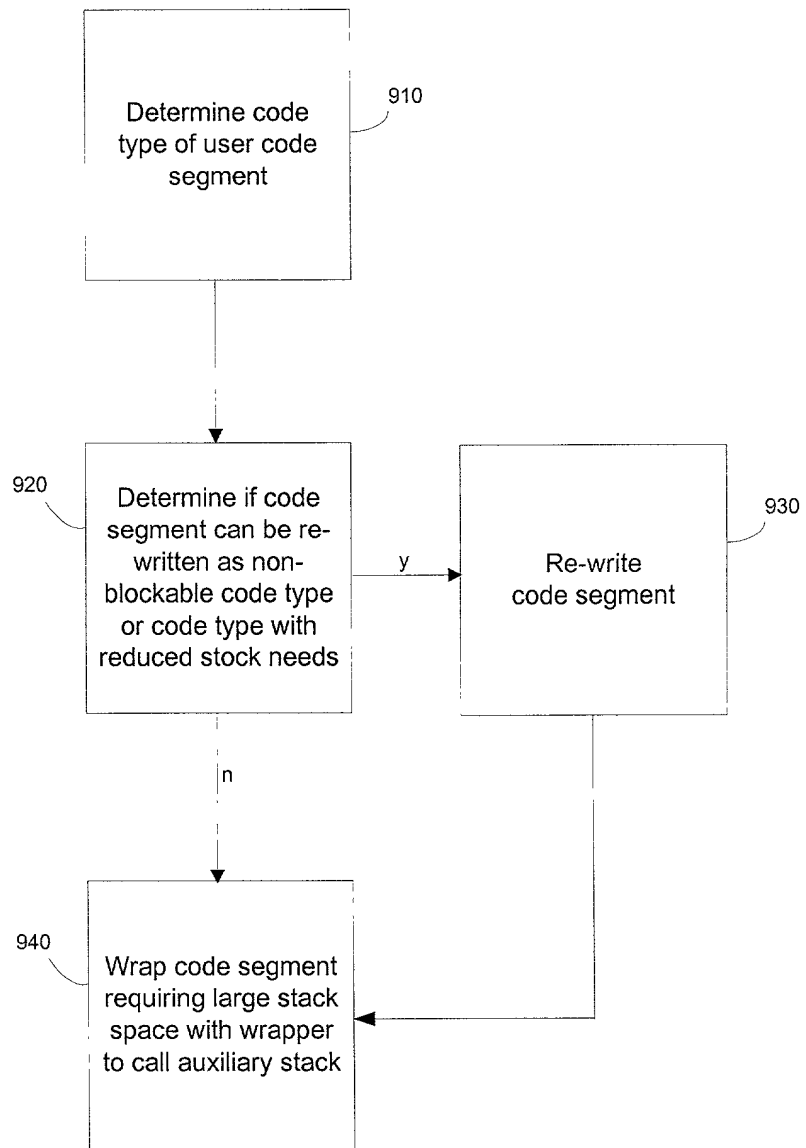 Determine code
type of user code
segment
910
920
Determine if code
segment can be re-
written as non-
blockable code type
or code type with
reduced stock needs
y
930
Re-write
code segment
n
940
Wrap code segment
requiring large stack
space with wrapper
to call auxiliary stack